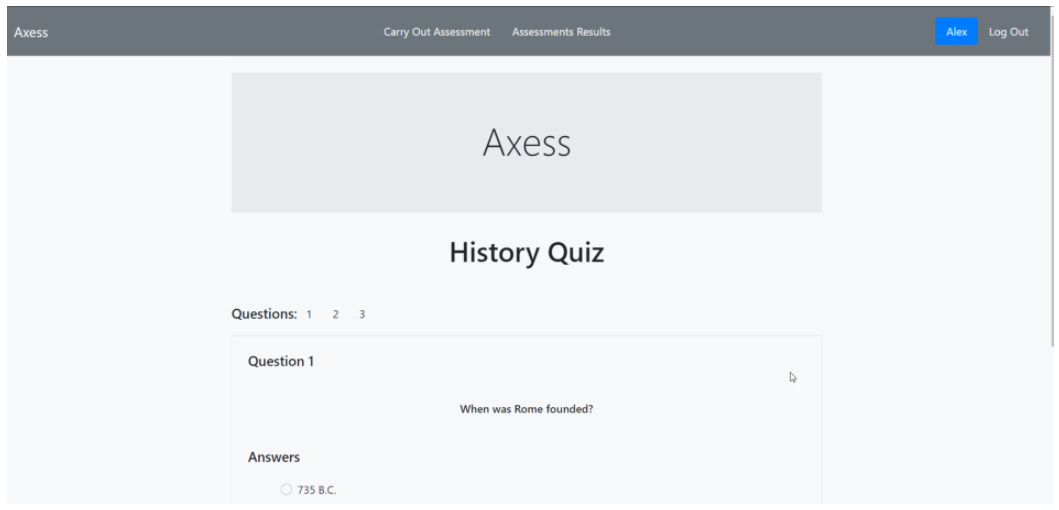 Axess Carry Out Assessment Assessments Results Alex Log Out
Axess
History Quiz
Questions: 1 2 3
Question 1
When was Rome founded?
Answers
735 B.C.